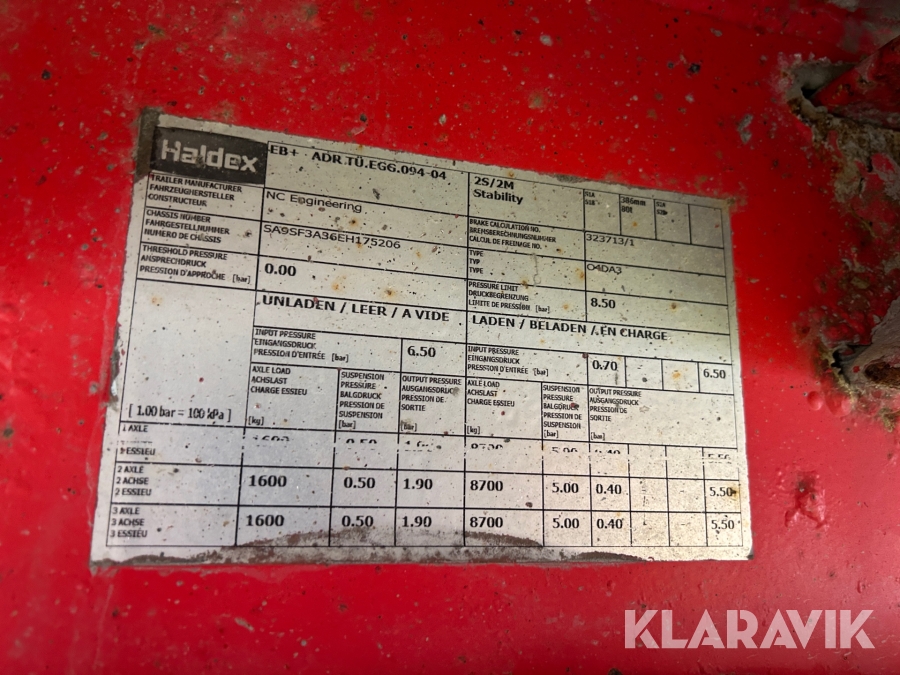 Haldex
EB+ ADR.TÜ.EG6.094-04
2S/2M
Stability
TRAILER MANUFACTURER
FAHRZEUGHERSTELLER
CONSTRUCTEUR
NC Engineering
BRAKE CALCULATION NO.
BREMSBERECHNUNGSNUMMER
CALCUL DE FREINAGE NO.
323713/1
CHASSIS NUMBER
FAHRGESTELLNUMMER
NUMERO DE CHÂSSIS
SA9SF3A36EH175206
TYPE
TYP
TYPE
O4DA3
THRESHOLD PRESSURE
ANSPRECHDRUCK
PRESSION D'APPROCHE [bar]
0.00
PRESSURE LIMIT
DRUCKBEGRENZUNG
LIMITE DE PRESSION [bar]
8.50
UNLADEN / LEER / A VIDE
LADEN / BELADEN / EN CHARGE
INPUT PRESSURE
EINGANGSDRUCK
PRESSION D'ENTRÉE [bar]
6.50
INPUT PRESSURE
EINGANGSDRUCK
PRESSION D'ENTRÉE [bar]
0.70 6.50
AXLE LOAD
ACHSLAST
CHARGE ESSIEU
[kg]
SUSPENSION
PRESSURE
BALGDRUCK
PRESSION DE
SUSPENSION
[bar]
OUTPUT PRESSURE
AUSGANGSDRUCK
PRESSION DE
SORTIE
[bar]
AXLE LOAD
ACHSLAST
CHARGE ESSIEU
[kg]
SUSPENSION
PRESSURE
BALGDRUCK
PRESSION DE
SUSPENSION
[bar]
OUTPUT PRESSURE
AUSGANGSDRUCK
PRESSION DE
SORTIE
[bar]
[ 1.00 bar = 100 kPa ]
1 AXLE
1 ESSIEU
2 AXLE
2 ACHSE
2 ESSIEU
1600 0.50 1.90 8700 5.00 0.40 5.50
3 AXLE
3 ACHSE
3 ESSIEU
1600 0.50 1.90 8700 5.00 0.40 5.50
KLARAVIK